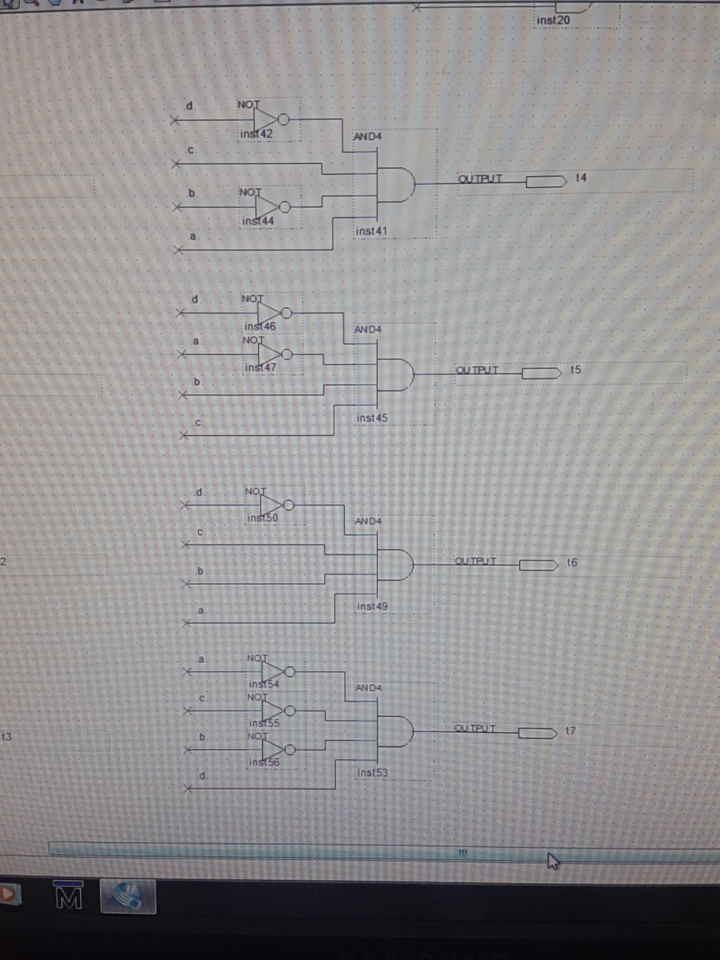 inst20
d
NOT
inst42
AND4
c
b
NOT
inst44
OUTPUT
t4
a
inst41
d
NOT
inst46
AND4
a
NOT
inst47
OUTPUT
t5
b
c
inst45
d
NOT
inst50
AND4
c
2
OUTPUT
t6
b
a
inst49
a
NOT
inst54
AND4
c
NOT
inst55
t3
b
NOT
inst56
OUTPUT
t7
d
inst53
M